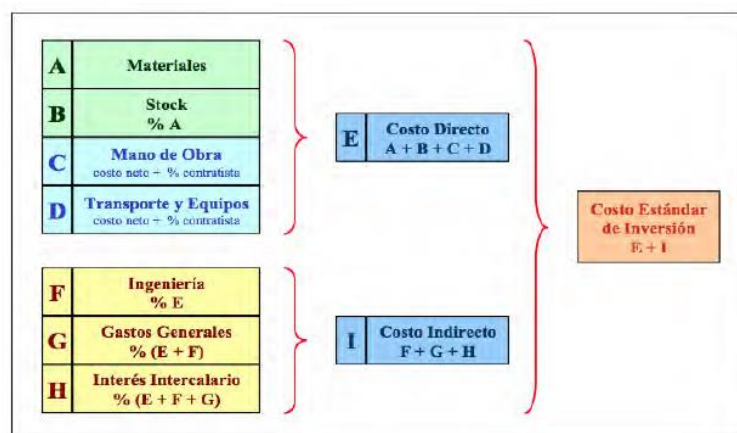 A
Materiales
B
Stock
% A
C
Mano de Obra
costo neto + % contratista
D
Transporte y Equipos
costo neto + % contratista
E
Costo Directo
A + B + C + D
F
Ingeniería
% E
G
Gastos Generales
% (E + F)
H
Interés Intercalario
% (E + F + G)
I
Costo Indirecto
F + G + H
Costo Estándar
de Inversión
E + I